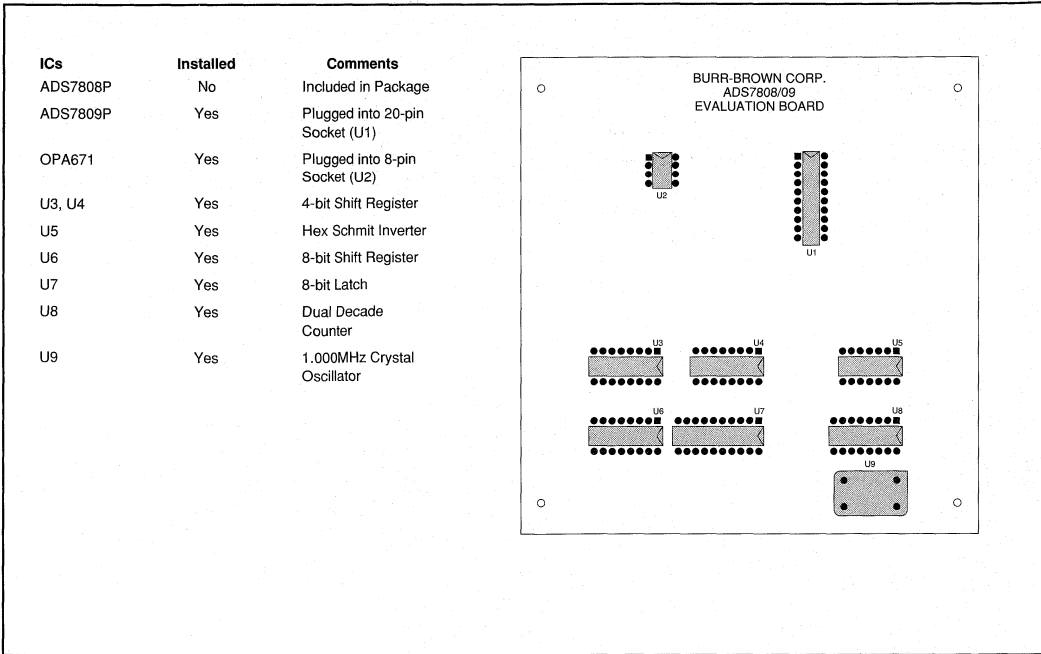 ICs Installed Comments
ADS7808P No Included in Package
ADS7809P Yes Plugged into 20-pin
Socket (U1)
OPA671 Yes Plugged into 8-pin
Socket (U2)
U3, U4 Yes 4-bit Shift Register
U5 Yes Hex Schmit Inverter
U6 Yes 8-bit Shift Register
U7 Yes 8-bit Latch
U8 Yes Dual Decade
Counter
U9 Yes 1.000MHz Crystal
Oscillator
BURR-BROWN CORP.
ADS7808/09
EVALUATION BOARD
U2
U1
U3 U4 U5
U6 U7 U8
U9